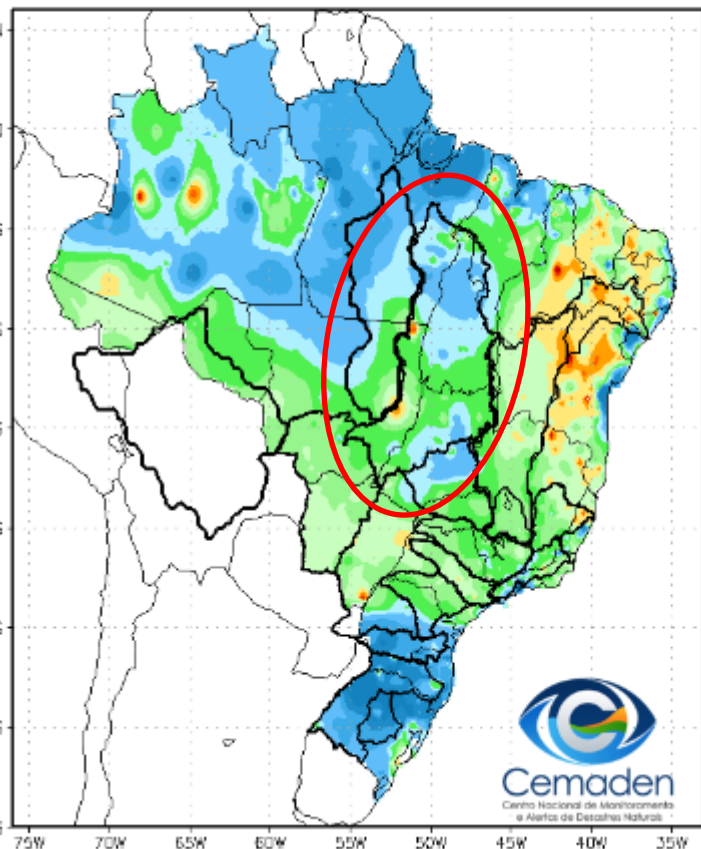 Cemaden
Centro Nacional de Monitoramento
e Alertas de Desastres Naturais
75W 70W 65W 60W 55W 50W 45W 40W 35W